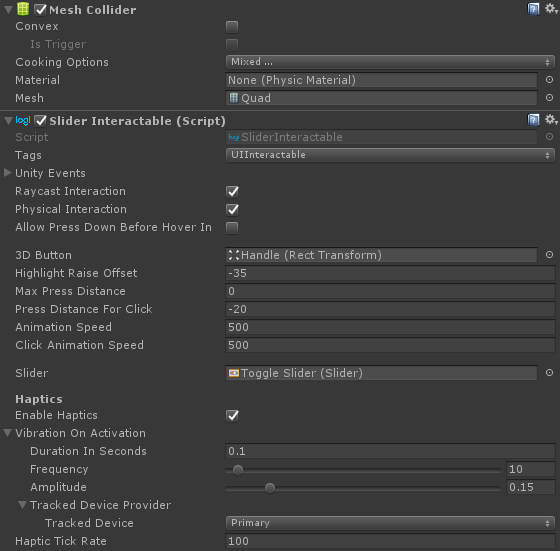 Mesh Collider
Convex
Is Trigger
Cooking Options Mixed ...
Material None (Physic Material)
Mesh Quad
logi Slider Interactable (Script)
Script SliderInteractable
Tags UIInteractable
Unity Events
Raycast Interaction
Physical Interaction
Allow Press Down Before Hover In
3D Button Handle (Rect Transform)
Highlight Raise Offset -35
Max Press Distance 0
Press Distance For Click -20
Animation Speed 500
Click Animation Speed 500
Slider Toggle Slider (Slider)
Haptics
Enable Haptics
Vibration On Activation
Duration In Seconds 0.1
Frequency 10
Amplitude 0.15
Tracked Device Provider
Tracked Device Primary
Haptic Tick Rate 100